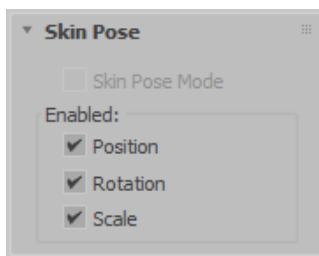 Skin Pose
Skin Pose Mode
Enabled:
Position
Rotation
Scale